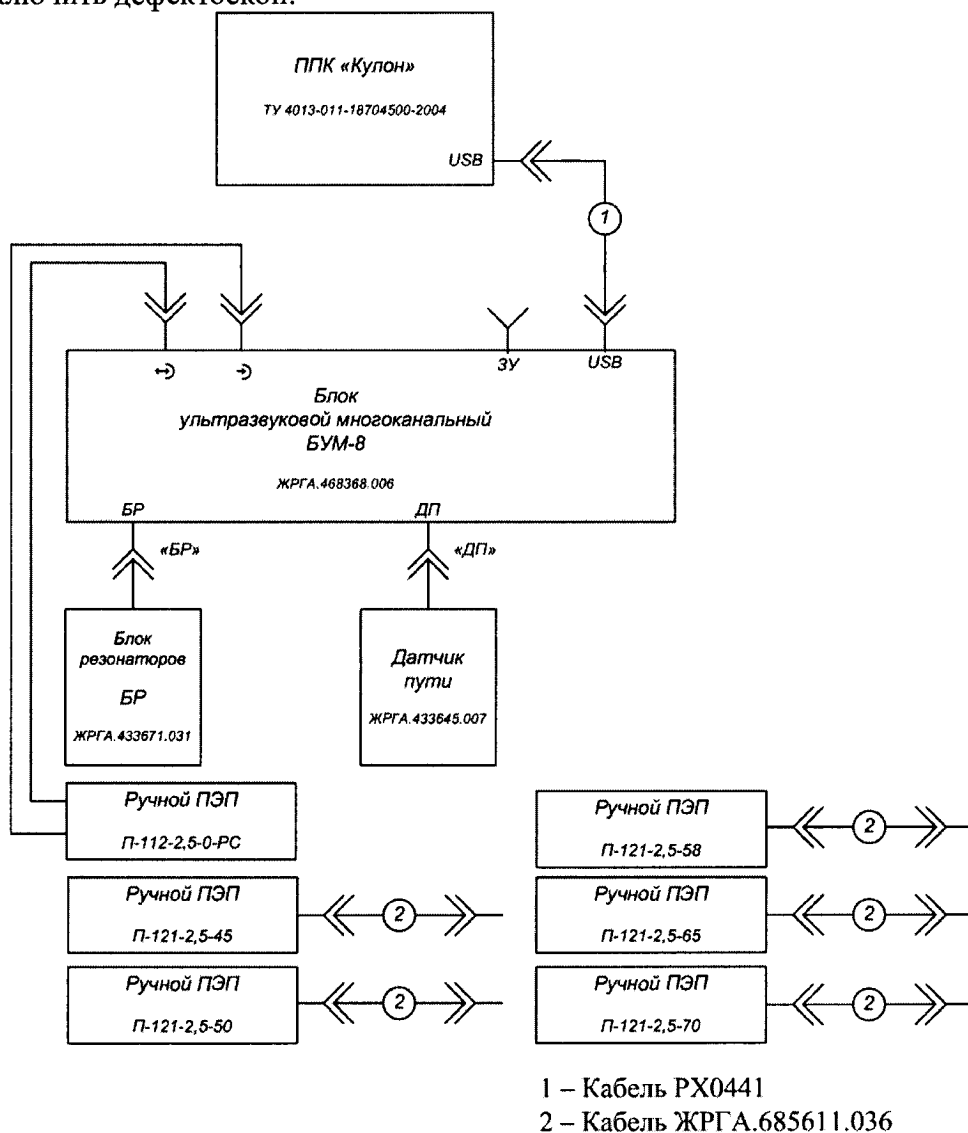 дефектоскоп.
ППК «Кулон»
ТУ 4013-011-18704500-2004
USB
1
ЗУ
USB
Блок
ультразвуковой многоканальный
БУМ-8
ЖРГА.468368.006
БР
ДП
«БР»
«ДП»
Блок
резонаторов
БР
ЖРГА.433671.031
Датчик
пути
ЖРГА.433645.007
Ручной ПЭП
П-112-2,5-0-РС
Ручной ПЭП
П-121-2,5-58
2
Ручной ПЭП
П-121-2,5-45
2
Ручной ПЭП
П-121-2,5-65
2
Ручной ПЭП
П-121-2,5-50
2
Ручной ПЭП
П-121-2,5-70
2
1 – Кабель РХ0441
2 – Кабель ЖРГА.685611.036